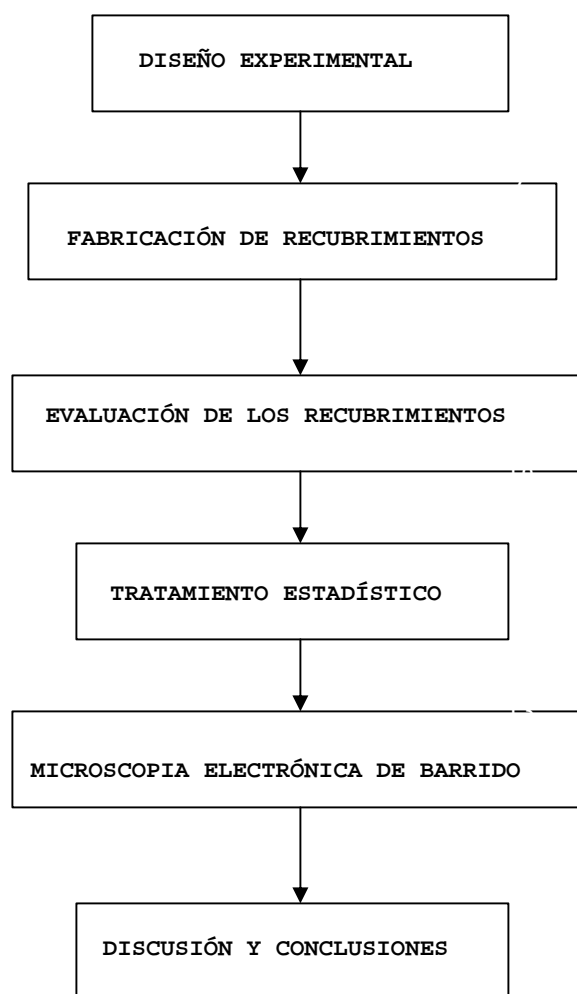 DISEÑO EXPERIMENTAL
FABRICACIÓN DE RECUBRIMIENTOS
EVALUACIÓN DE LOS RECUBRIMIENTOS
TRATAMIENTO ESTADÍSTICO
MICROSCOPIA ELECTRÓNICA DE BARRIDO
DISCUSIÓN Y CONCLUSIONES